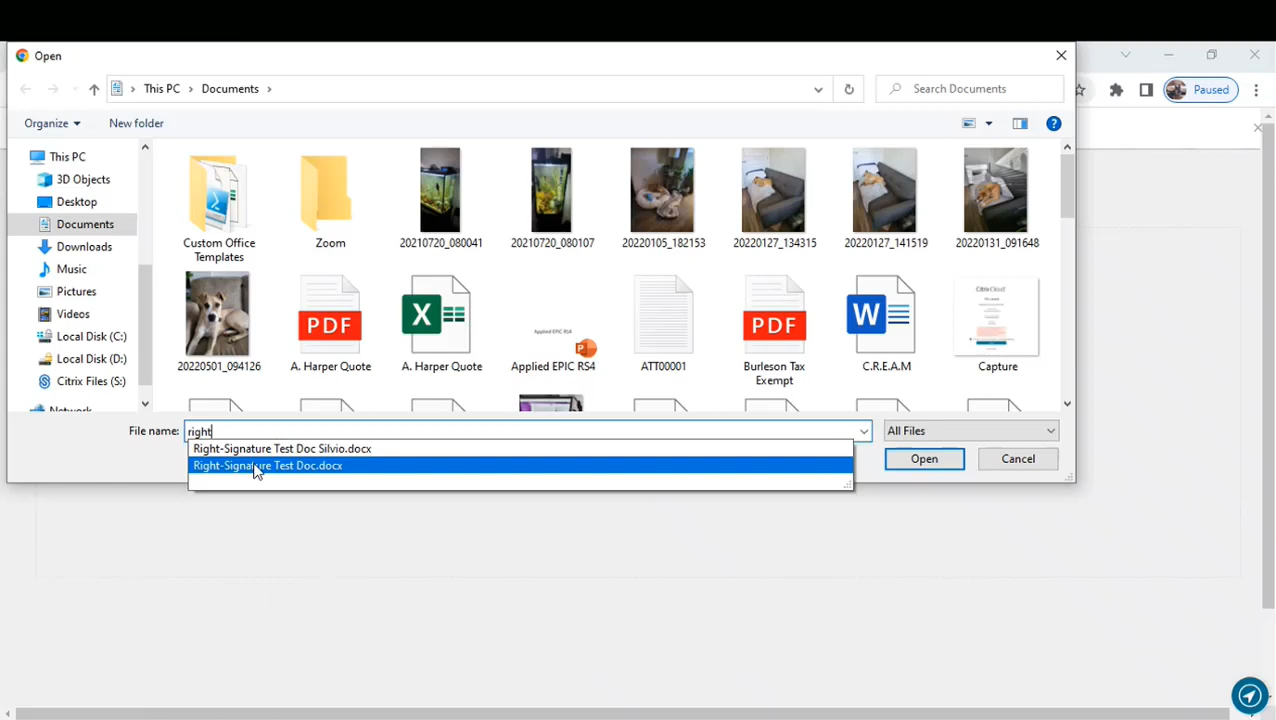 Open
This PC
Documents
Search Documents
Paused
Organize
New folder
This PC
3D Objects
Desktop
Documents
Downloads
Music
Pictures
Videos
Local Disk (C:)
Local Disk (D:)
Citrix Files (S:)
Network
Custom Office
Templates
Zoom
20210720_080041
20210720_080107
20220105_182153
20220127_134315
20220127_141519
20220131_091648
PDF
X
Applied EPIC RS4
PDF
W
Citrix Cloud
20220501_094126
A. Harper Quote
A. Harper Quote
Applied EPIC RS4
ATT00001
Burleson Tax
Exempt
C.R.E.A.M
Capture
File name:
right
All Files
Right-Signature Test Doc Silvio.docx
Right-Signature Test Doc.docx
Open
Cancel